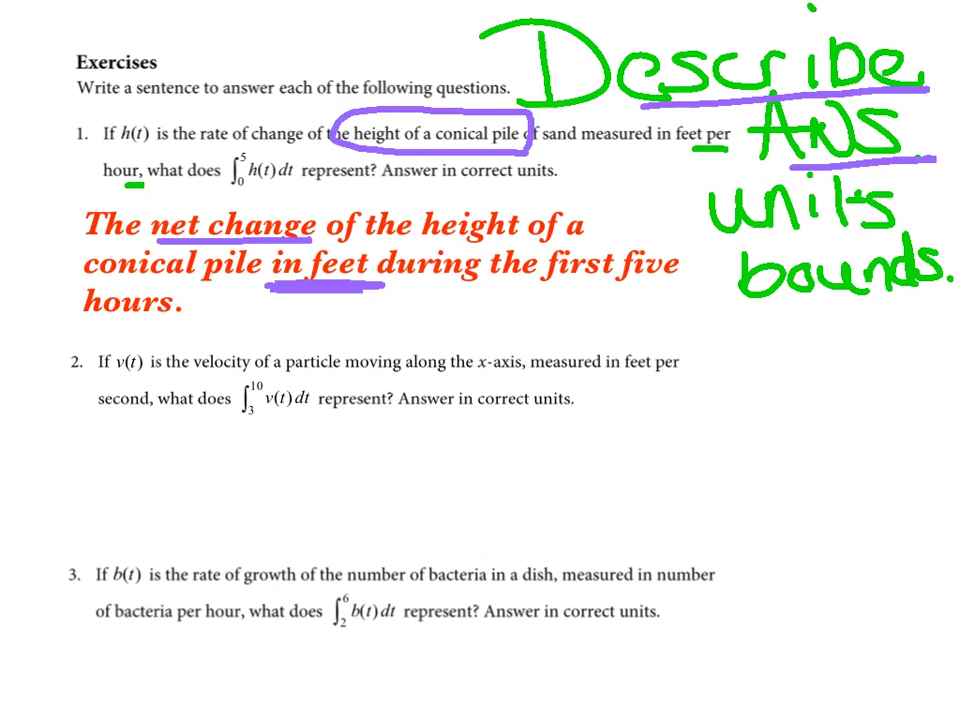 Exercises
Write a sentence to answer each of the following questions.
1. If h(t) is the rate of change of the height of a conical pile of sand measured in feet per
hour, what does ∫₀⁵ h(t) dt represent? Answer in correct units.
The net change of the height of a
conical pile in feet during the first five
hours.
Describe
ANS
units
bounds.
2. If v(t) is the velocity of a particle moving along the x-axis, measured in feet per
second, what does ∫₃¹⁰ v(t) dt represent? Answer in correct units.
3. If b(t) is the rate of growth of the number of bacteria in a dish, measured in number
of bacteria per hour, what does ∫₂⁶ b(t) dt represent? Answer in correct units.